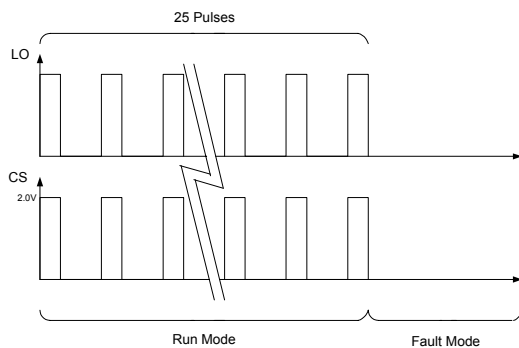 25 Pulses
LO
CS
2.0V
Run Mode
Fault Mode